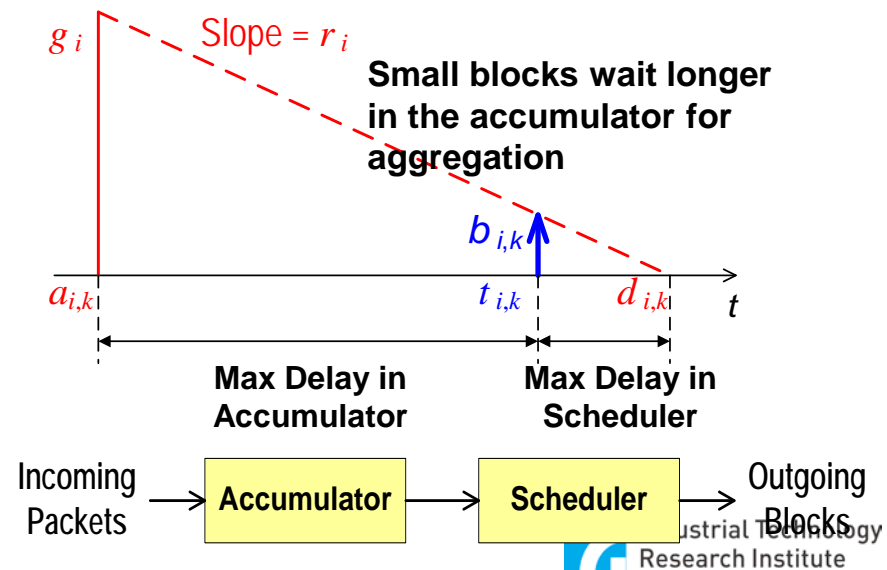 g i
Slope = r i
Small blocks wait longer
in the accumulator for
aggregation
b i,k
a i,k
t i,k
d i,k
t
Max Delay in
Accumulator
Max Delay in
Scheduler
Incoming
Packets
Accumulator
Scheduler
Outgoing
Blocks
Research Institute